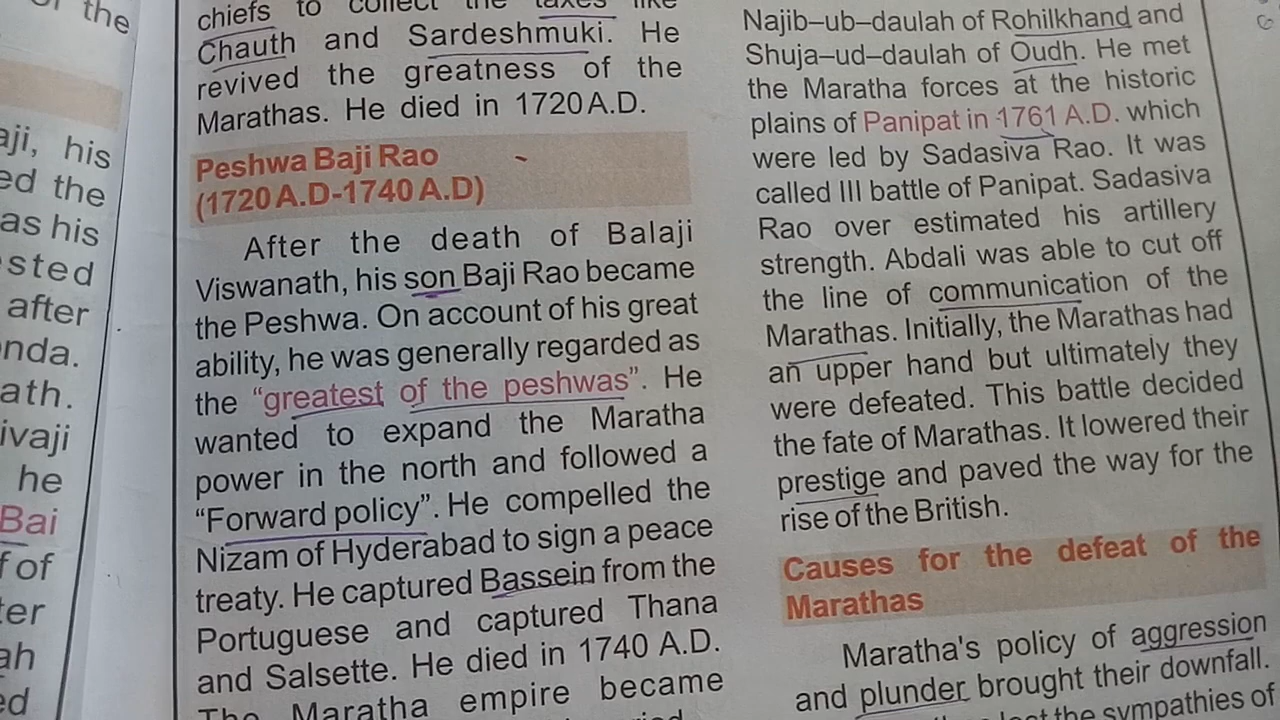 the
aji, his
ed the
as his
sted
after
nda.
ath.
ivaji
he
Bai
f of
ter
ah
ed
chiefs to collect the taxes like
Chauth and Sardeshmuki. He
revived the greatness of the
Marathas. He died in 1720 A.D.
Peshwa Baji Rao
(1720 A.D-1740 A.D)
After the death of Balaji
Viswanath, his son Baji Rao became
the Peshwa. On account of his great
ability, he was generally regarded as
the “greatest of the peshwas”. He
wanted to expand the Maratha
power in the north and followed a
“Forward policy”. He compelled the
Nizam of Hyderabad to sign a peace
treaty. He captured Bassein from the
Portuguese and captured Thana
and Salsette. He died in 1740 A.D.
The Maratha empire became
Najib–ub–daulah of Rohilkhand and
Shuja–ud–daulah of Oudh. He met
the Maratha forces at the historic
plains of Panipat in 1761 A.D. which
were led by Sadasiva Rao. It was
called III battle of Panipat. Sadasiva
Rao over estimated his artillery
strength. Abdali was able to cut off
the line of communication of the
Marathas. Initially, the Marathas had
an upper hand but ultimately they
were defeated. This battle decided
the fate of Marathas. It lowered their
prestige and paved the way for the
rise of the British.
Causes for the defeat of the
Marathas
Maratha's policy of aggression
and plunder brought their downfall.
the sympathies of